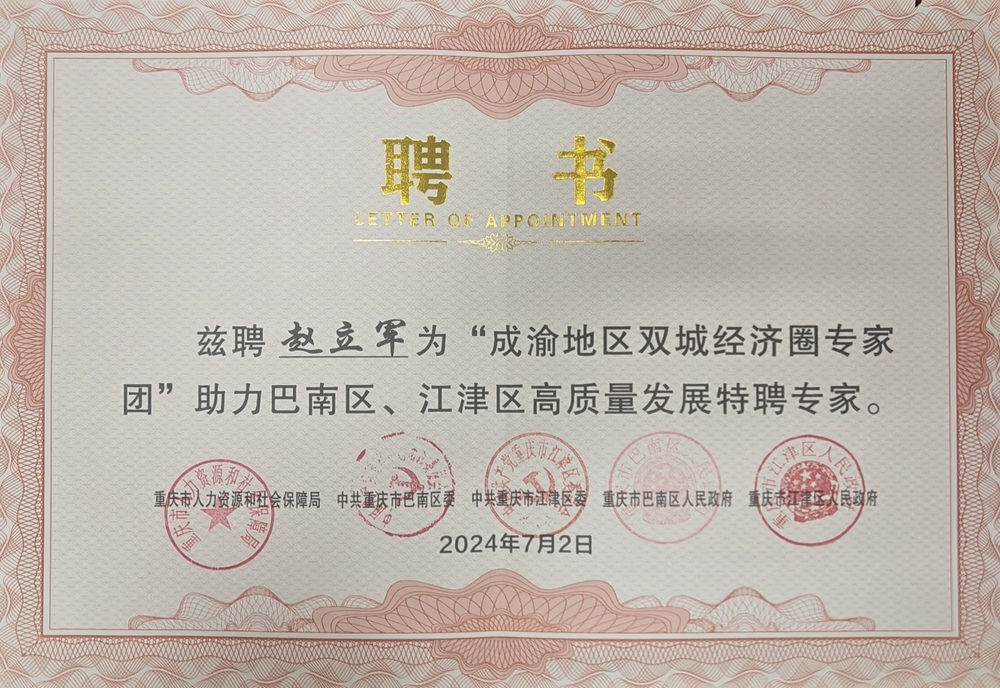 聘 书
LETTER OF APPOINTMENT
兹聘 赵立军 为“成渝地区双城经济圈专家
团”助力巴南区、江津区高质量发展特聘专家。
重庆市人力资源和社会保障局 中共重庆市巴南区委 中共重庆市江津区委 重庆市巴南区人民政府 重庆市江津区人民政府
2024年7月2日